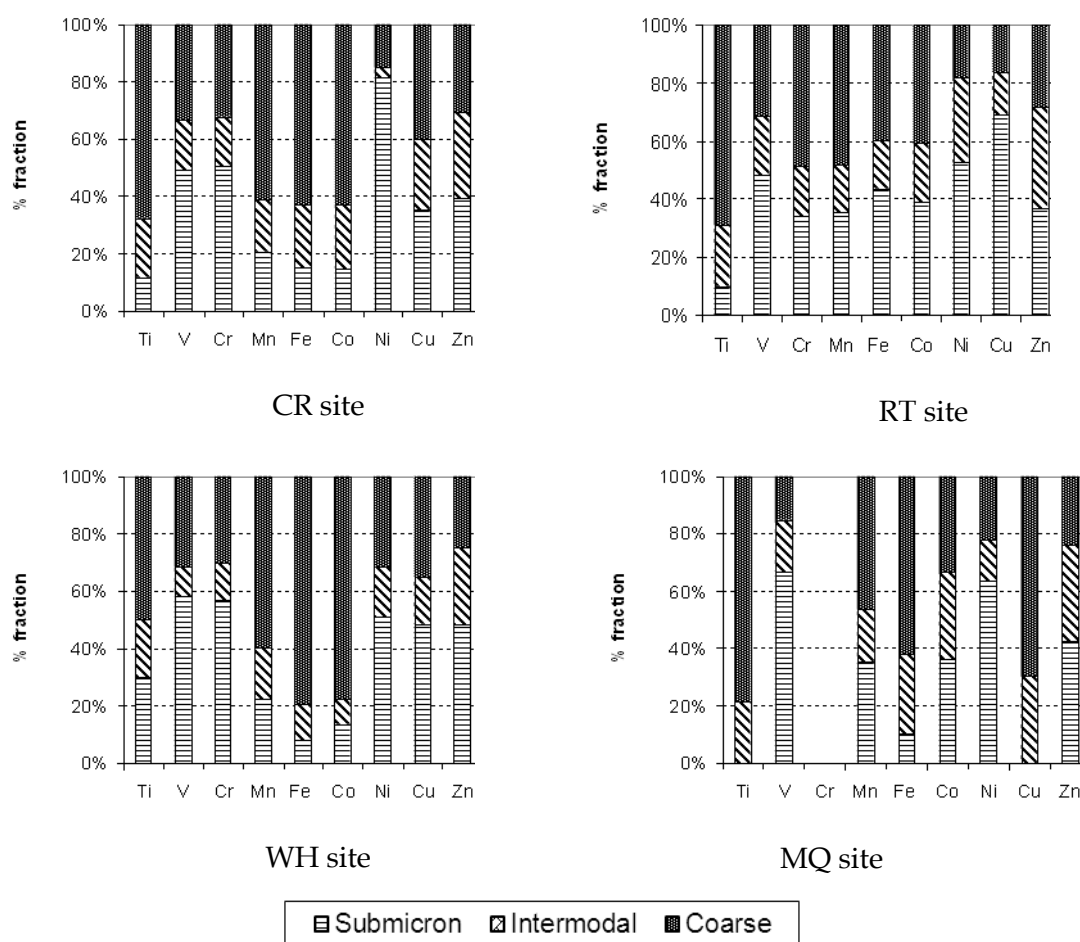 100%
80%
60%
40%
20%
0%
% fraction
Ti V Cr Mn Fe Co Ni Cu Zn
CR site
100%
80%
60%
40%
20%
0%
% fraction
Ti V Cr Mn Fe Co Ni Cu Zn
RT site
100%
80%
60%
40%
20%
0%
% fraction
Ti V Cr Mn Fe Co Ni Cu Zn
WH site
100%
80%
60%
40%
20%
0%
% fraction
Ti V Cr Mn Fe Co Ni Cu Zn
MQ site
Submicron Intermodal Coarse